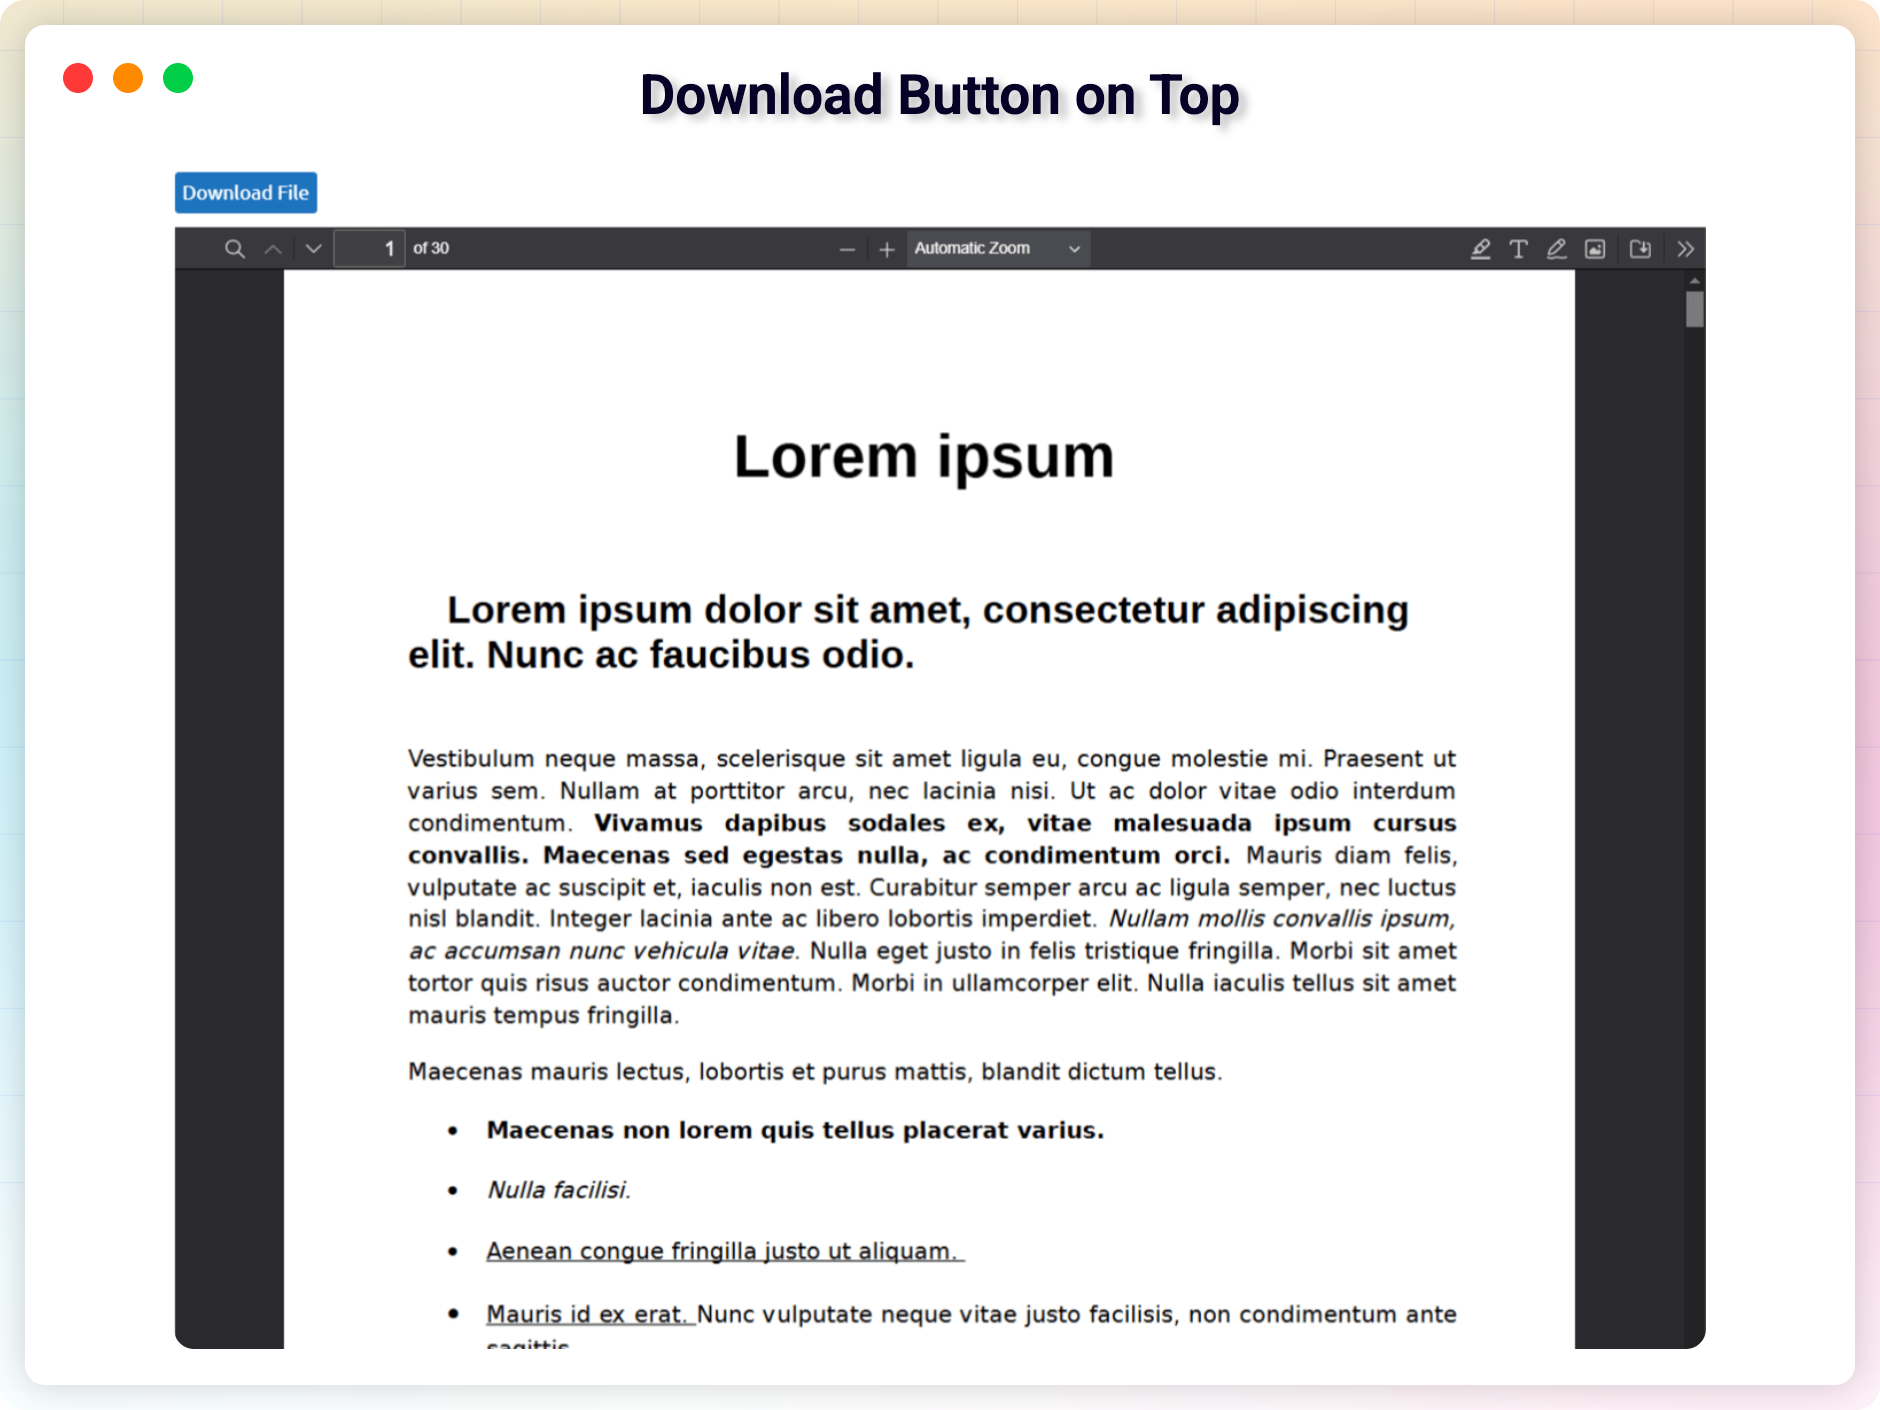 Download Button on Top
Download File
1 of 30 Automatic Zoom
Lorem ipsum
Lorem ipsum dolor sit amet, consectetur adipiscing
elit. Nunc ac faucibus odio.
Vestibulum neque massa, scelerisque sit amet ligula eu, congue molestie mi. Praesent ut
varius sem. Nullam at porttitor arcu, nec lacinia nisi. Ut ac dolor vitae odio interdum
condimentum. Vivamus dapibus sodales ex, vitae malesuada ipsum cursus
convallis. Maecenas sed egestas nulla, ac condimentum orci. Mauris diam felis,
vulputate ac suscipit et, iaculis non est. Curabitur semper arcu ac ligula semper, nec luctus
nisl blandit. Integer lacinia ante ac libero lobortis imperdiet. Nullam mollis convallis ipsum,
ac accumsan nunc vehicula vitae. Nulla eget justo in felis tristique fringilla. Morbi sit amet
tortor quis risus auctor condimentum. Morbi in ullamcorper elit. Nulla iaculis tellus sit amet
mauris tempus fringilla.
Maecenas mauris lectus, lobortis et purus mattis, blandit dictum tellus.
• Maecenas non lorem quis tellus placerat varius.
• Nulla facilisi.
• Aenean congue fringilla justo ut aliquam.
• Mauris id ex erat. Nunc vulputate neque vitae justo facilisis, non condimentum ante
sagittis